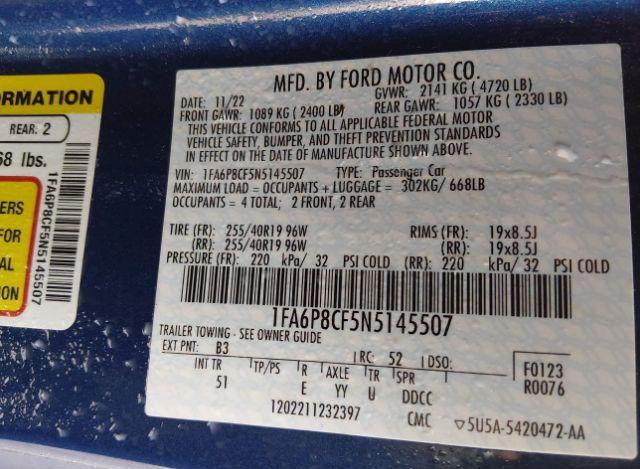 ORMATION
REAR: 2
68 lbs.
ERS
FOR
AL
ION
1FA6P8CF5N5145507
MFD. BY FORD MOTOR CO.
DATE: 11/22 GVWR: 2141 KG ( 4720 LB)
FRONT GAWR: 1089 KG ( 2400 LB) REAR GAWR: 1057 KG ( 2330 LB)
THIS VEHICLE CONFORMS TO ALL APPLICABLE FEDERAL MOTOR
VEHICLE SAFETY, BUMPER, AND THEFT PREVENTION STANDARDS
IN EFFECT ON THE DATE OF MANUFACTURE SHOWN ABOVE.
VIN: 1FA6P8CF5N5145507 TYPE: Passenger Car
MAXIMUM LOAD = OCCUPANTS + LUGGAGE = 302KG/ 668LB
OCCUPANTS = 4 TOTAL; 2 FRONT, 2 REAR
TIRE (FR): 255/40R19 96W RIMS (FR): 19x8.5J
(RR): 255/40R19 96W (RR): 19x8.5J
PRESSURE (FR): 220 kPa/ 32 PSI COLD (RR): 220 kPa/ 32 PSI COLD
1FA6P8CF5N5145507
TRAILER TOWING - SEE OWNER GUIDE
EXT PNT: B3 RC: 52 DSO: F0123
INT TR TP/PS R AXLE TR SPR R0076
51 E YY U DDCC
1202211232397 CMC 5U5A-5420472-AA